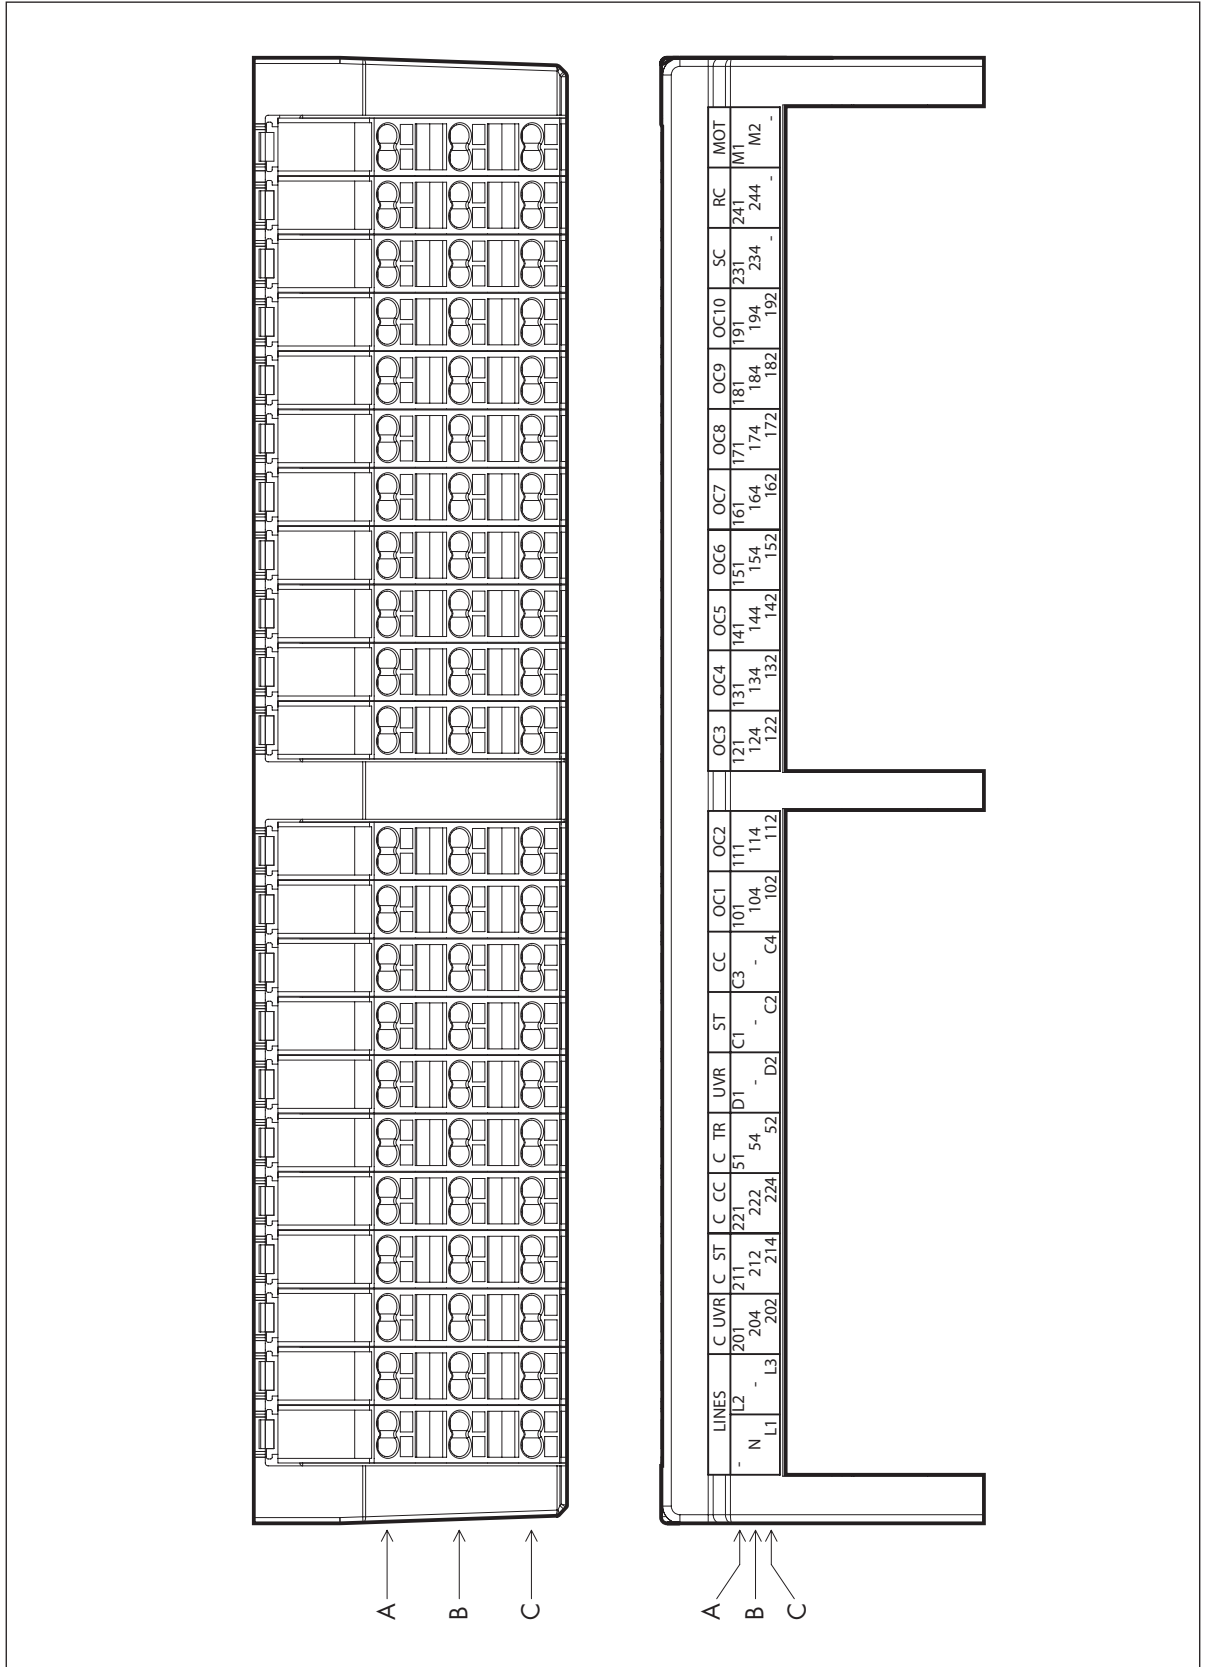 A
B
C
LINES C UVR C ST C CC C TR UVR ST CC OC1 OC2 OC3 OC4 OC5 OC6 OC7 OC8 OC9 OC10 SC RC MOT
A - L2 201 211 221 51 D1 C1 C3 101 111 121 131 141 151 161 171 181 191 231 241 M1
B N - 204 212 222 54 - - - 104 114 124 134 144 154 164 174 184 194 234 244 M2
C L1 L3 202 214 224 52 D2 C2 C4 102 112 122 132 142 152 162 172 182 192 - - -